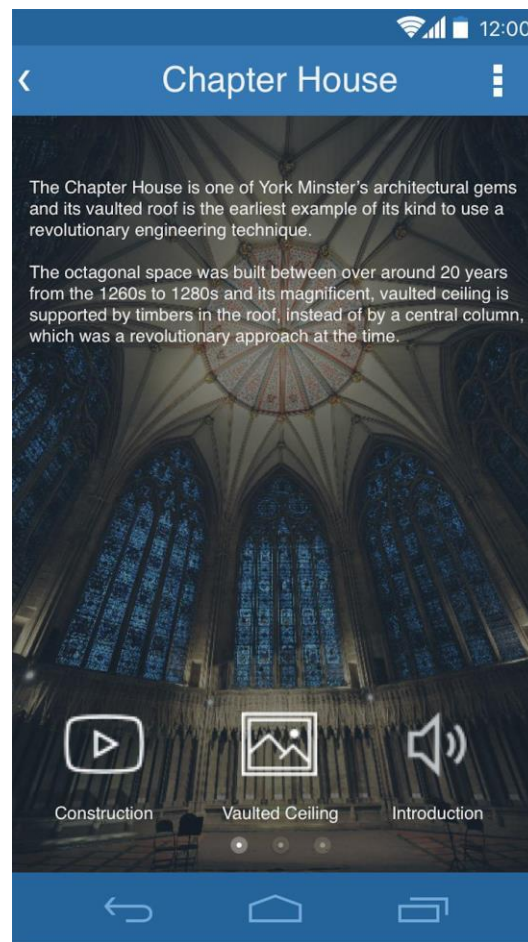 12:00
Chapter House
The Chapter House is one of York Minster's architectural gems
and its vaulted roof is the earliest example of its kind to use a
revolutionary engineering technique.
The octagonal space was built between over around 20 years
from the 1260s to 1280s and its magnificent, vaulted ceiling is
supported by timbers in the roof, instead of by a central column,
which was a revolutionary approach at the time.
Construction
Vaulted Ceiling
Introduction